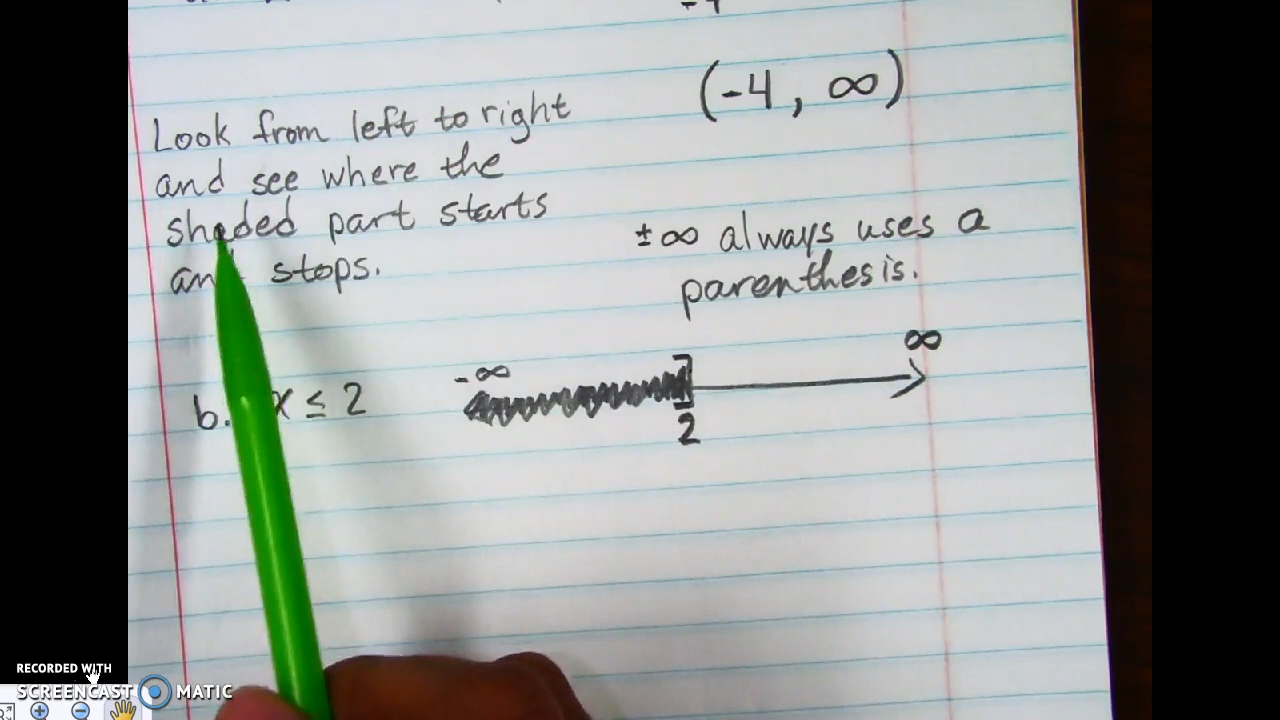 (-4, ∞)
Look from left to right
and see where the
shaded part starts
and stops.
±∞ always uses a
parenthesis.
b. x ≤ 2
-∞ ] ∞
2
RECORDED WITH
SCREENCAST MATIC